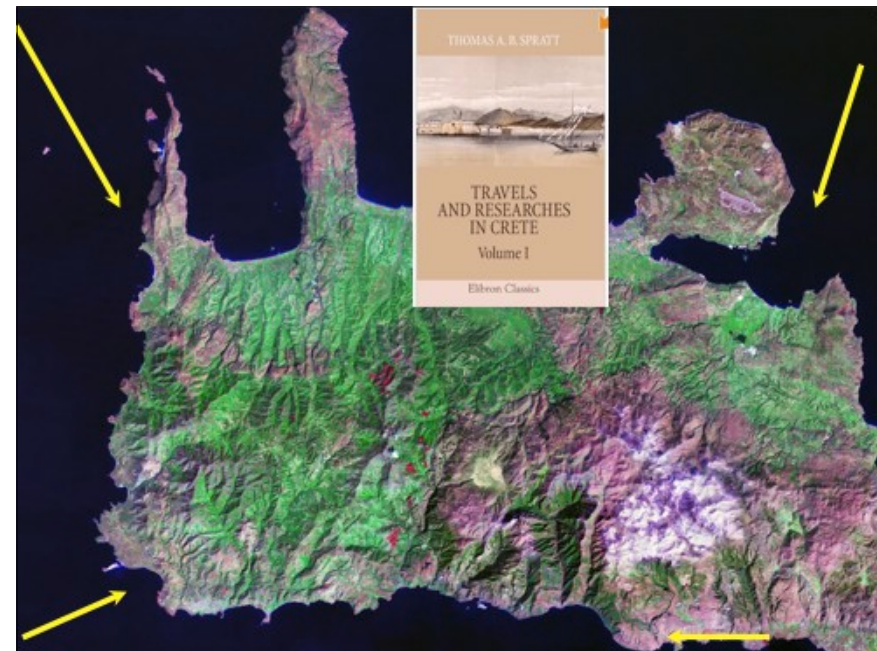 THOMAS A. B. SPRATT
TRAVELS
AND RESEARCHES
IN CRETE
Volume I
Elibron Classics